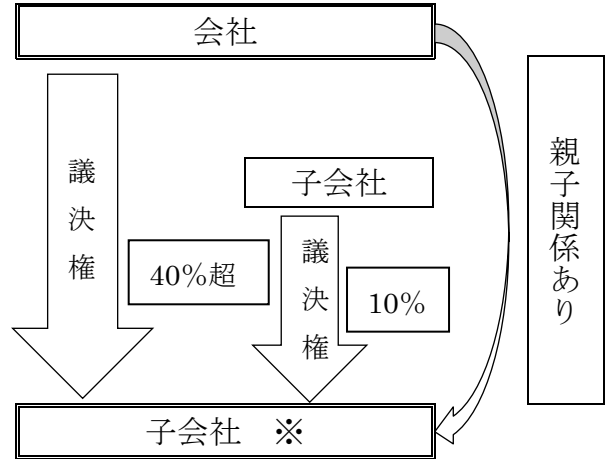 会社
議決権
子会社
議決権
40%超
10%
親子関係あり
子会社　※